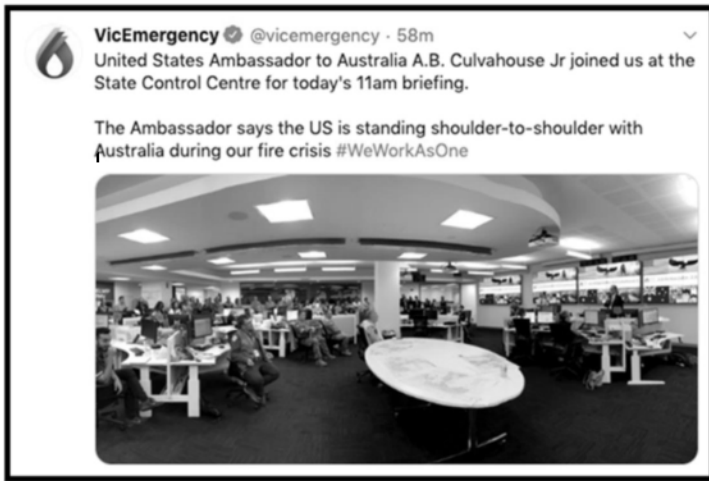 VicEmergency @vicemergency · 58m
United States Ambassador to Australia A.B. Culvahouse Jr joined us at the
State Control Centre for today's 11am briefing.
The Ambassador says the US is standing shoulder-to-shoulder with
Australia during our fire crisis #WeWorkAsOne